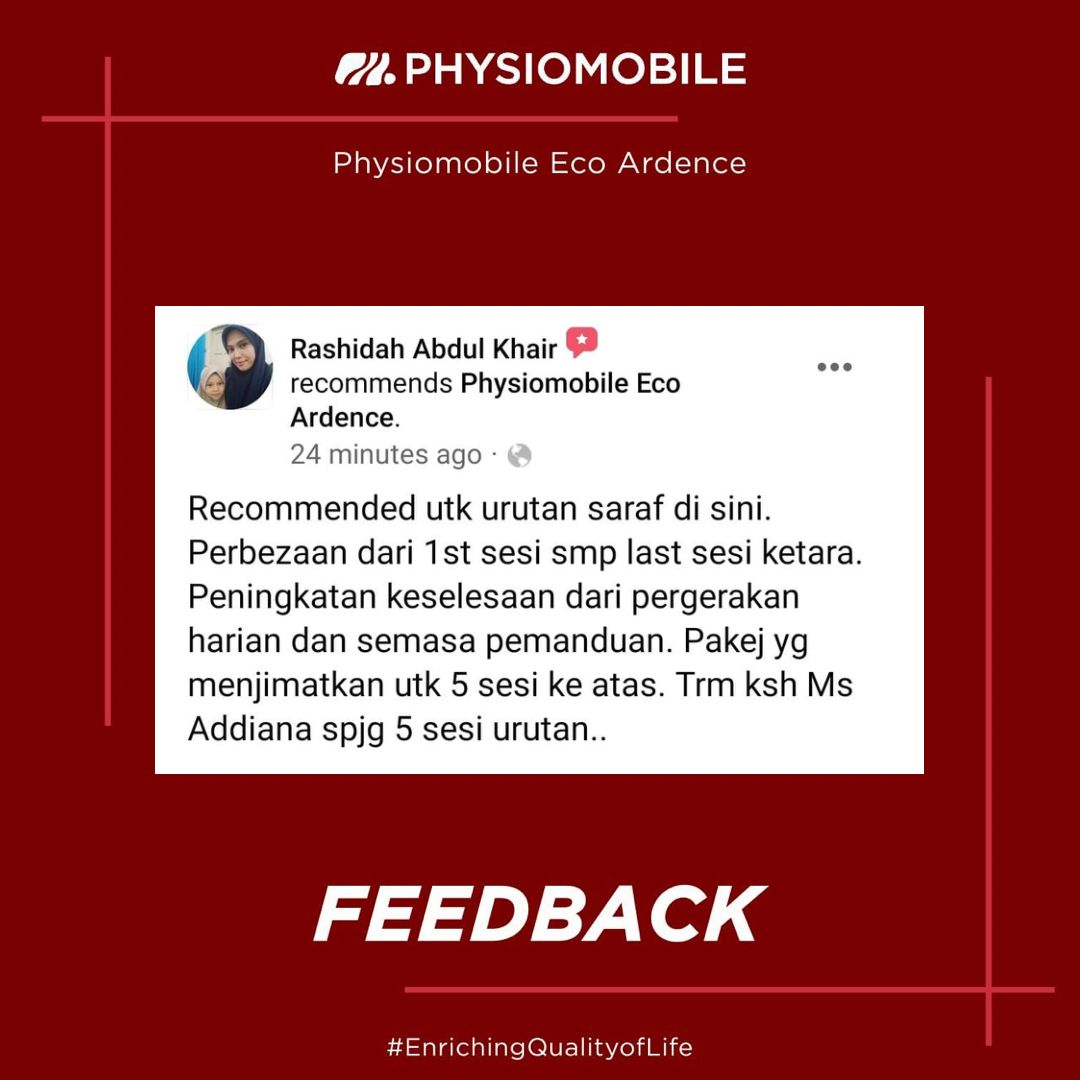 PHYSIOMOBILE
Physiomobile Eco Ardence
Rashidah Abdul Khair
recommends Physiomobile Eco
Ardence.
24 minutes ago ·
Recommended utk urutan saraf di sini.
Perbezaan dari 1st sesi smp last sesi ketara.
Peningkatan keselesaan dari pergerakan
harian dan semasa pemanduan. Pakej yg
menjimatkan utk 5 sesi ke atas. Trm ksh Ms
Addiana spjg 5 sesi urutan..
FEEDBACK
#EnrichingQualityofLife